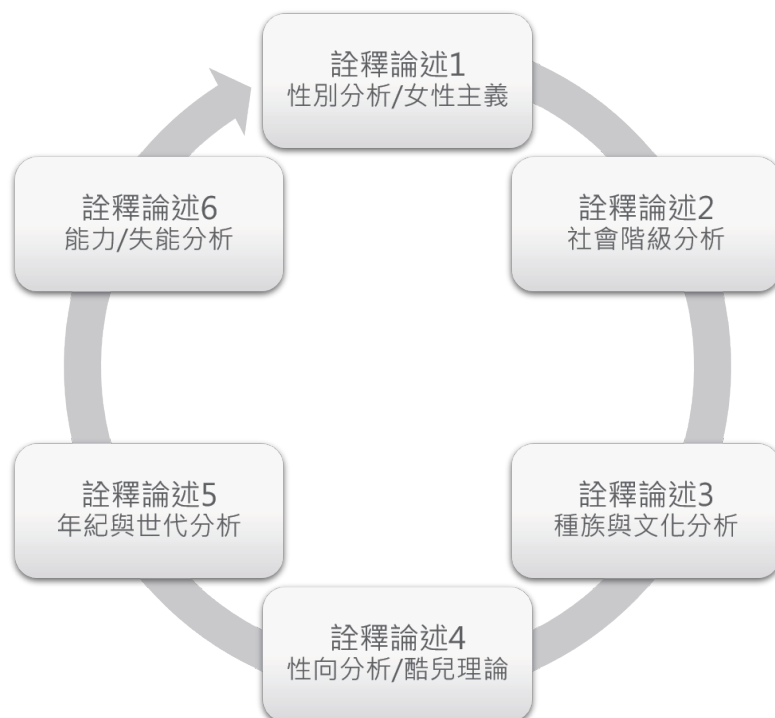 詮釋論述1
性別分析/女性主義
詮釋論述2
社會階級分析
詮釋論述3
種族與文化分析
詮釋論述4
性向分析/酷兒理論
詮釋論述5
年紀與世代分析
詮釋論述6
能力/失能分析